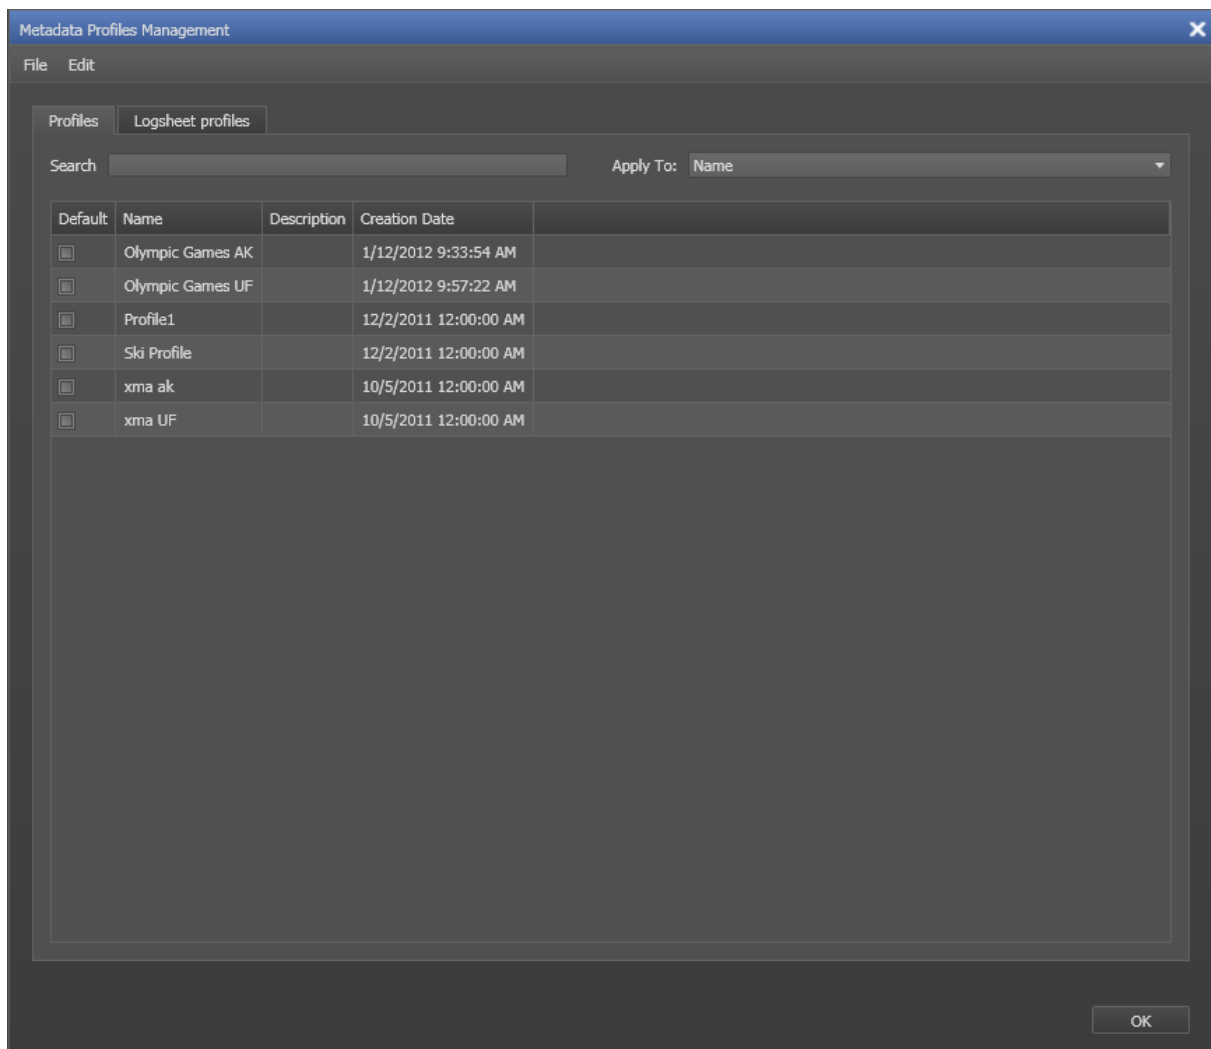 Metadata Profiles Management
File Edit
Profiles Logsheet profiles
Search Apply To: Name
Default Name Description Creation Date
Olympic Games AK 1/12/2012 9:33:54 AM
Olympic Games UF 1/12/2012 9:57:22 AM
Profile1 12/2/2011 12:00:00 AM
Ski Profile 12/2/2011 12:00:00 AM
xma ak 10/5/2011 12:00:00 AM
xma UF 10/5/2011 12:00:00 AM
OK